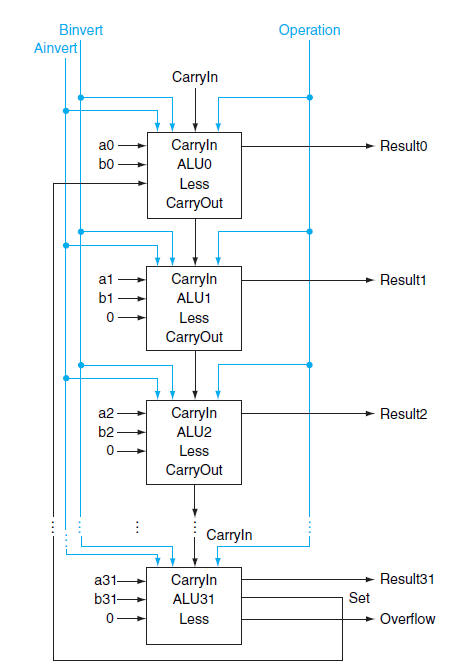 Binvert Operation
Ainvert
CarryIn
a0 CarryIn Result0
b0 ALU0
Less
CarryOut
a1 CarryIn Result1
b1 ALU1
0 Less
CarryOut
a2 CarryIn Result2
b2 ALU2
0 Less
CarryOut
CarryIn
a31 CarryIn Result31
b31 ALU31 Set
0 Less Overflow